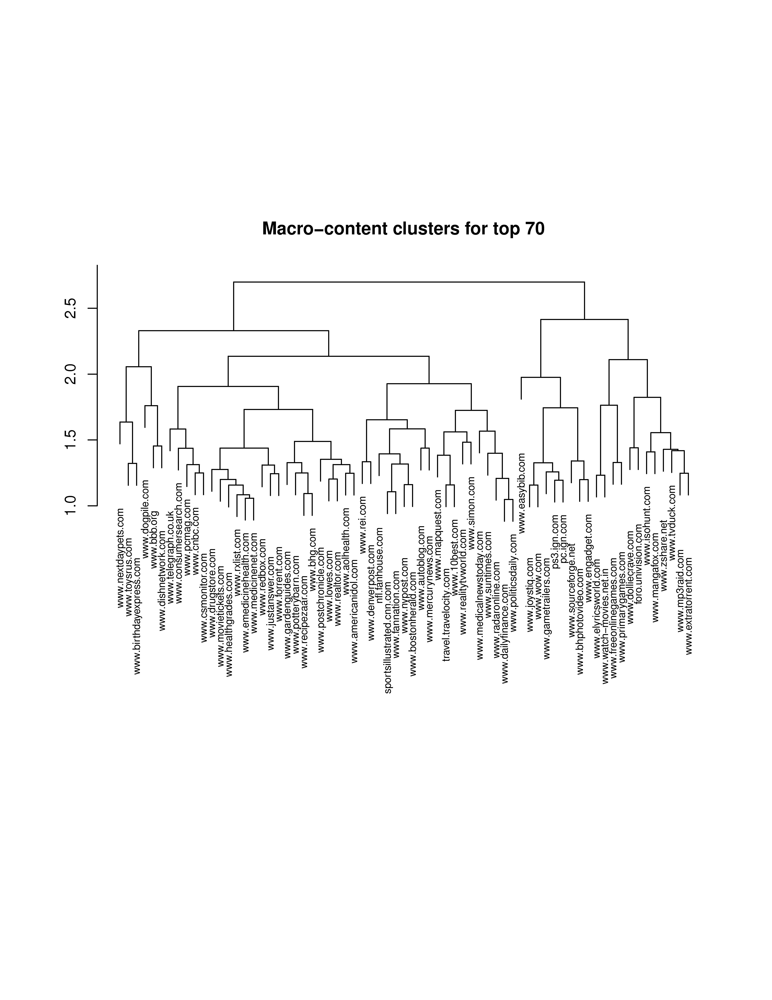 Macro−content clusters for top 70
2.5
2.0
1.5
1.0
www.nextdaypets.com
www.toysrus.com
www.birthdayexpress.com
www.dogpile.com
www.bbb.org
www.dishnetwork.com
www.telegraph.co.uk
www.consumersearch.com
www.pcmag.com
www.cnbc.com
www.csmonitor.com
www.drugstore.com
www.movietickets.com
www.healthgrades.com
www.rxlist.com
www.emedicinehealth.com
www.medicinenet.com
www.redbox.com
www.justanswer.com
www.forrent.com
www.gardenguides.com
www.potterybarn.com
www.recipezaar.com
www.bhg.com
www.postchronicle.com
www.lowes.com
www.realtor.com
www.aolhealth.com
www.americanidol.com
www.rei.com
www.denverpost.com
nfl.fanhouse.com
sportsillustrated.cnn.com
www.fannation.com
www.nypost.com
www.bostonherald.com
www.autoblog.com
www.mercurynews.com
www.mapquest.com
travel.travelocity.com
www.10best.com
www.realitytvworld.com
www.simon.com
www.medicalnewstoday.com
www.suntimes.com
www.radaronline.com
www.dailyfinance.com
www.politicsdaily.com
www.easybib.com
www.joystiq.com
www.wow.com
www.gametrailers.com
ps3.ign.com
pc.ign.com
www.sourceforge.net
www.bhphotovideo.com
www.engadget.com
www.elyricsworld.com
www.watch−movies.net.in
www.freeonlinegames.com
www.primarygames.com
www.dolliecrave.com
foro.univision.com
www.isohunt.com
www.mangafox.com
www.zshare.net
www.tvduck.com
www.mp3raid.com
www.extratorrent.com